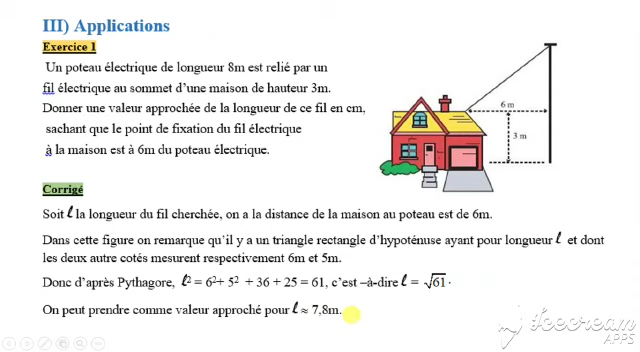 III) Applications
Exercice 1
Un poteau électrique de longueur 8m est relié par un
fil électrique au sommet d'une maison de hauteur 3m.
Donner une valeur approchée de la longueur de ce fil en cm,
sachant que le point de fixation du fil électrique
à la maison est à 6m du poteau électrique.
6 m
3 m
Corrigé
Soit ℓ la longueur du fil cherchée, on a la distance de la maison au poteau est de 6m.
Dans cette figure on remarque qu'il y a un triangle rectangle d'hypoténuse ayant pour longueur ℓ et dont
les deux autre cotés mesurent respectivement 6m et 5m.
Donc d'après Pythagore, ℓ² = 6²+ 5² + 36 + 25 = 61, c'est –à-dire ℓ = √61 .
On peut prendre comme valeur approché pour ℓ ≈ 7,8m.
Icecream
APPS